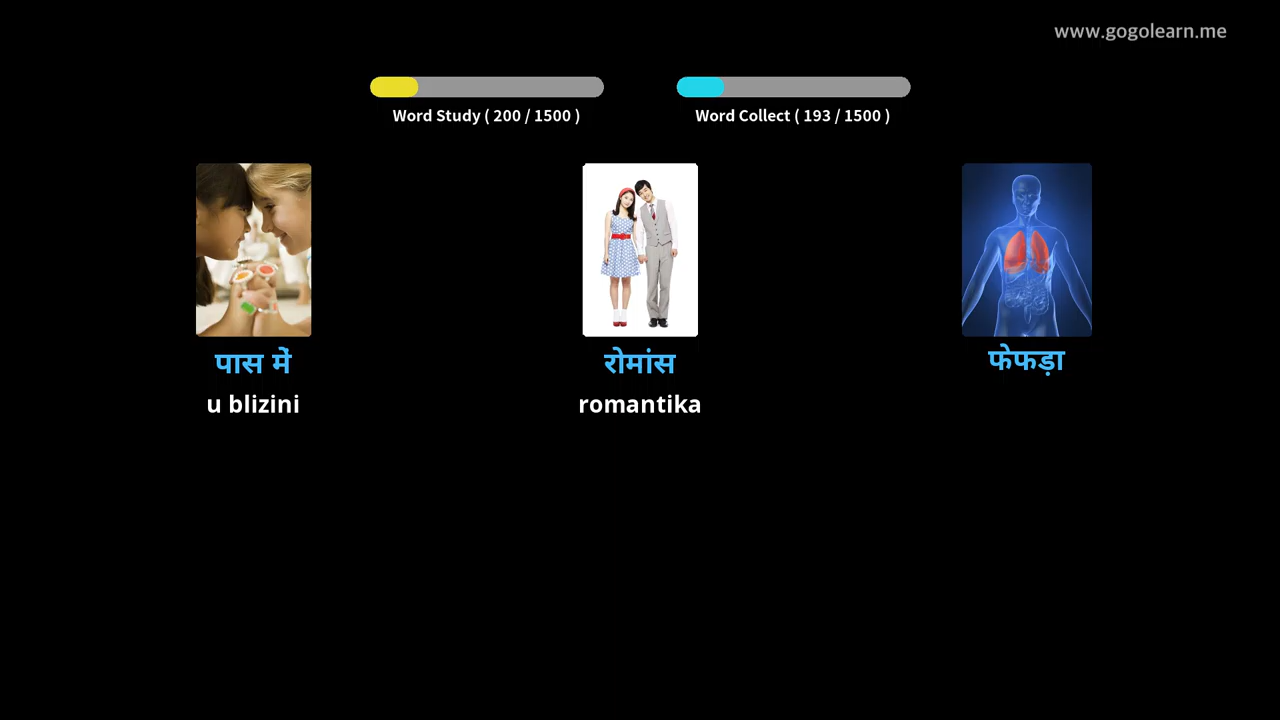 www.gogolearn.me
Word Study ( 200 / 1500 )
Word Collect ( 193 / 1500 )
पास में
रोमांस
फेफड़ा
u blizini
romantika